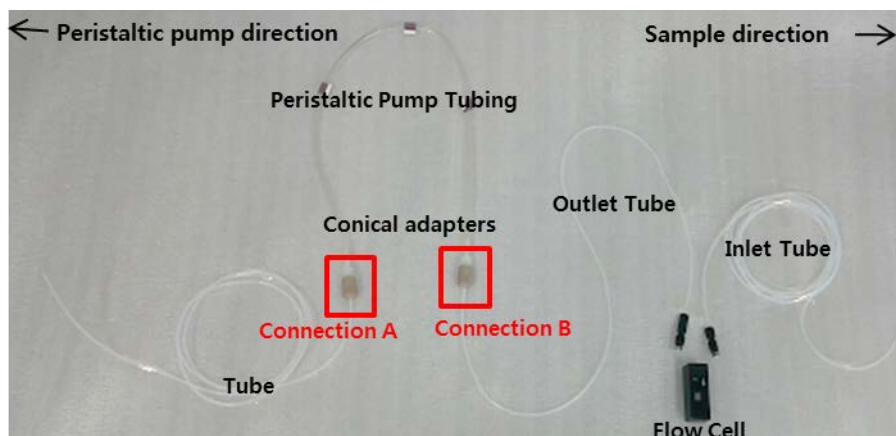 Peristaltic pump direction
Sample direction
Peristaltic Pump Tubing
Outlet Tube
Conical adapters
Inlet Tube
Connection A
Connection B
Tube
Flow Cell